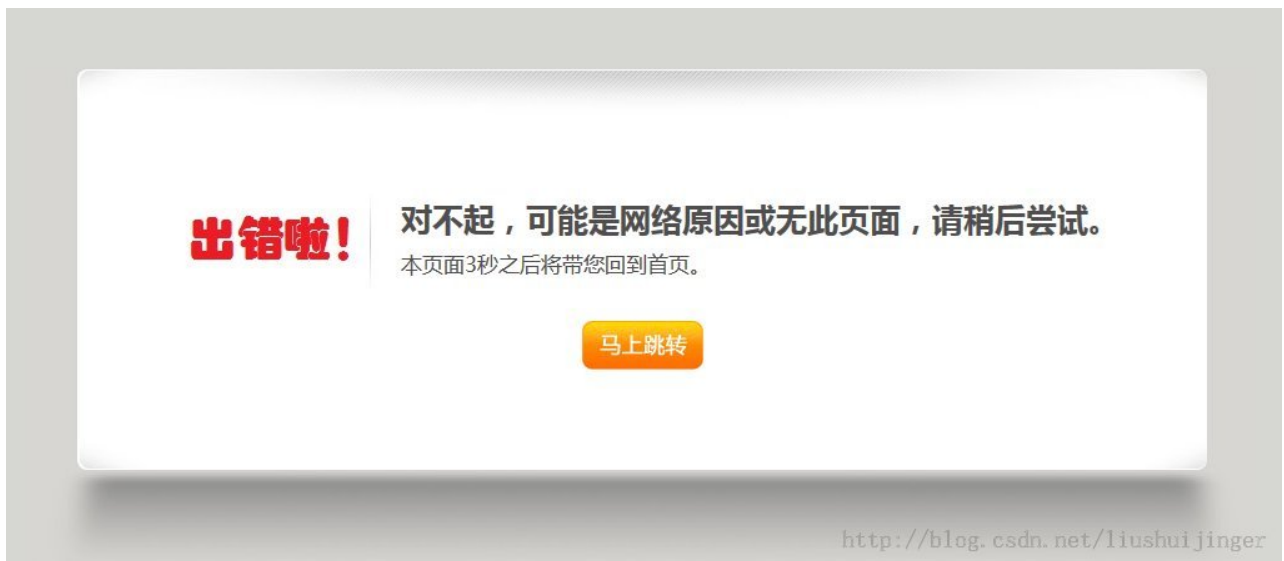 出错啦!
对不起,可能是网络原因或无此页面,请稍后尝试。
本页面3秒之后将带您回到首页。
马上跳转
http://blog.csdn.net/liushuijinger